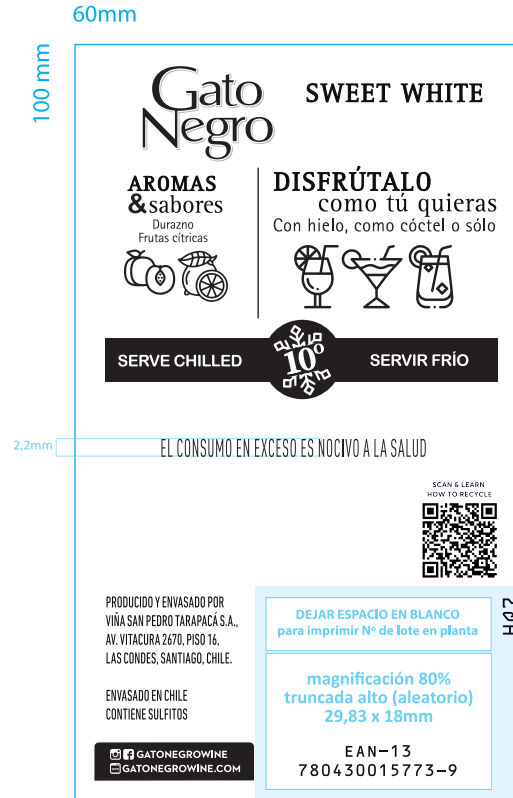 60mm
100 mm
Gato
Negro
SWEET WHITE
AROMAS
&sabores
Durazno
Frutas cítricas
DISFRÚTALO
como tú quieras
Con hielo, como cóctel o sólo
SERVE CHILLED
10º
SERVIR FRÍO
2,2mm
EL CONSUMO EN EXCESO ES NOCIVO A LA SALUD
SCAN & LEARN
HOW TO RECYCLE
PRODUCIDO Y ENVASADO POR
VIÑA SAN PEDRO TARAPACÁ S.A.,
AV. VITACURA 2670, PISO 16,
LAS CONDES, SANTIAGO, CHILE.
ENVASADO EN CHILE
CONTIENE SULFITOS
GATONEGROWINE
GATONEGROWINE.COM
DEJAR ESPACIO EN BLANCO
para imprimir Nº de lote en planta
magnificación 80%
truncada alto (aleatorio)
29,83 x 18mm
EAN-13
780430015773-9